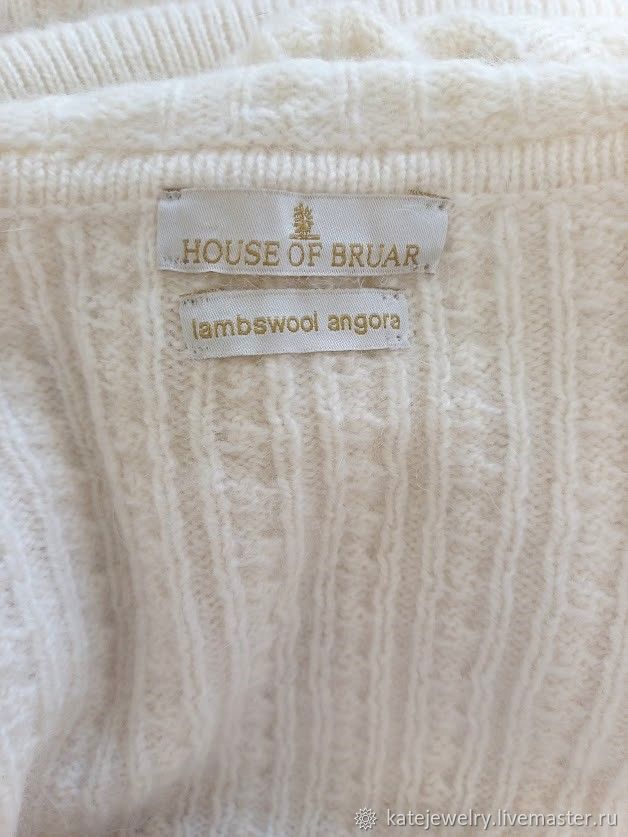 HOUSE OF BRUAR
lambswool angora
katejewelry.livemaster.ru